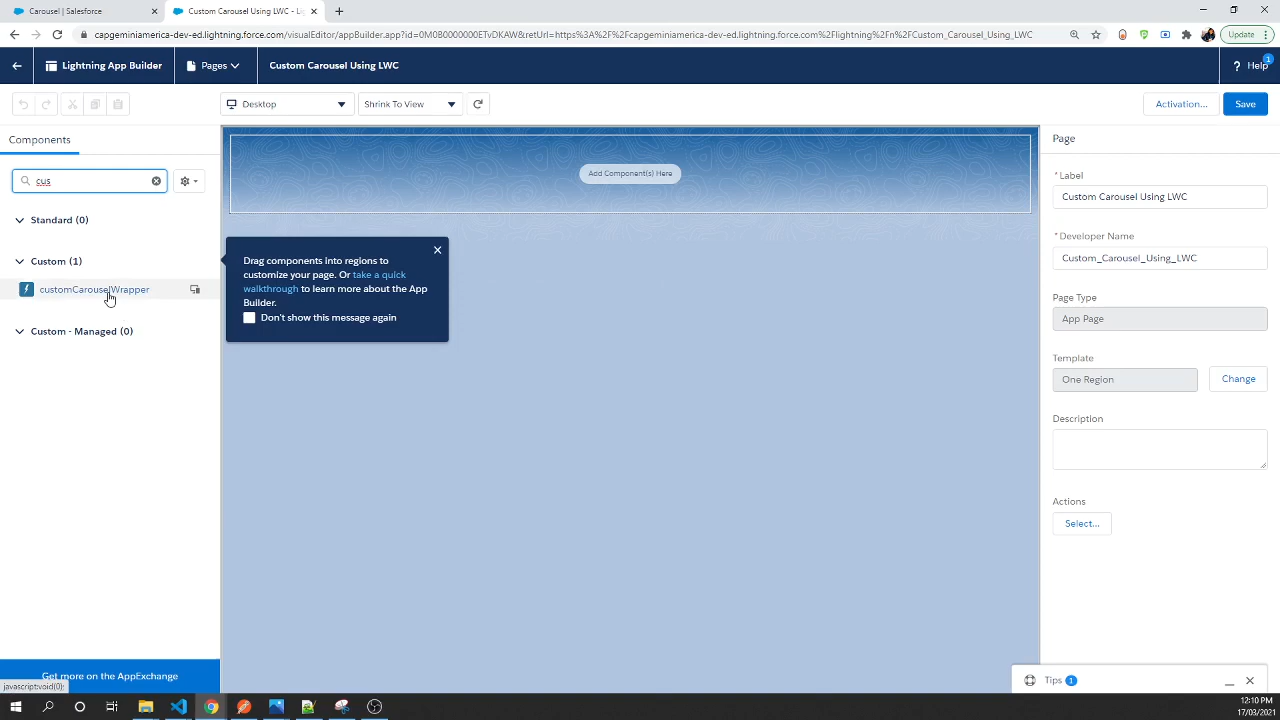 Carousel | Salesforce
Custom Carousel Using LWC - Li
capgeminiamerica-dev-ed.lightning.force.com/visualEditor/appBuilder.app?id=0M0B0000000ETvDKAW&retUrl=https%3A%2F%2Fcapgeminiamerica-dev-ed.lightning.force.com%2Flightning%2Fn%2FCustom_Carousel_Using_LWC
Update
Lightning App Builder
Pages
Custom Carousel Using LWC
? Help
1
Desktop
Shrink To View
Activation...
Save
Components
cus
Standard (0)
Custom (1)
customCarouselWrapper
Custom - Managed (0)
Get more on the AppExchange
javascript:void(0);
Add Component(s) Here
Drag components into regions to
customize your page. Or take a quick
walkthrough to learn more about the App
Builder.
Don't show this message again
Page
*Label
Custom Carousel Using LWC
*Developer Name
Custom_Carousel_Using_LWC
Page Type
App Page
Template
One Region
Change
Description
Actions
Select...
Tips 1
12:10 PM
17/03/2021